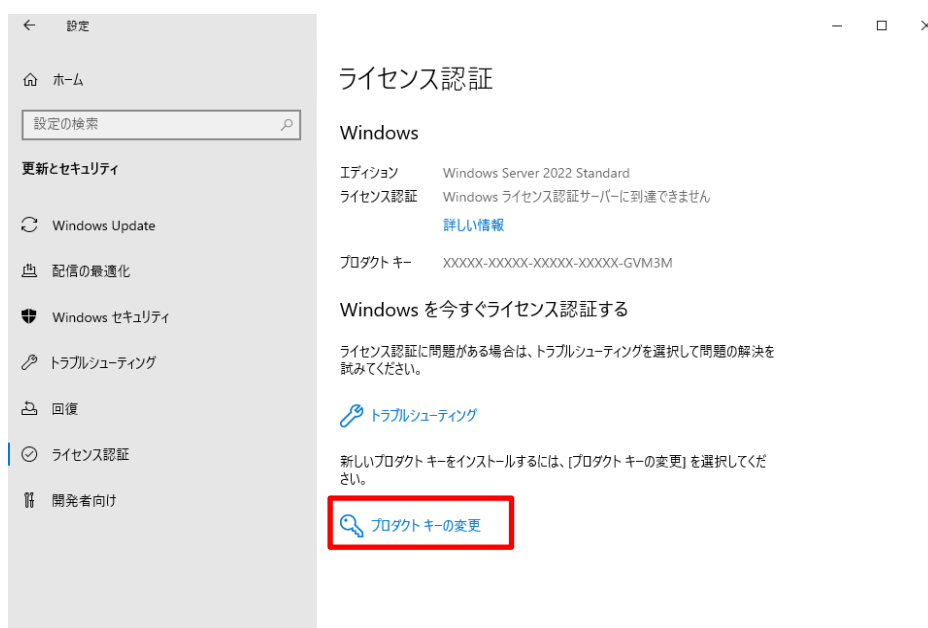 設定
ホーム
設定の検索
更新とセキュリティ
Windows Update
配信の最適化
Windows セキュリティ
トラブルシューティング
回復
ライセンス認証
開発者向け
ライセンス認証
Windows
エディション Windows Server 2022 Standard
ライセンス認証 Windows ライセンス認証サーバーに到達できません
詳しい情報
プロダクト キー XXXXX-XXXXX-XXXXX-XXXXX-GVM3M
Windows を今すぐライセンス認証する
ライセンス認証に問題がある場合は、トラブルシューティングを選択して問題の解決を
試みてください。
トラブルシューティング
新しいプロダクト キーをインストールするには、[プロダクト キーの変更] を選択してくだ
さい。
プロダクト キーの変更